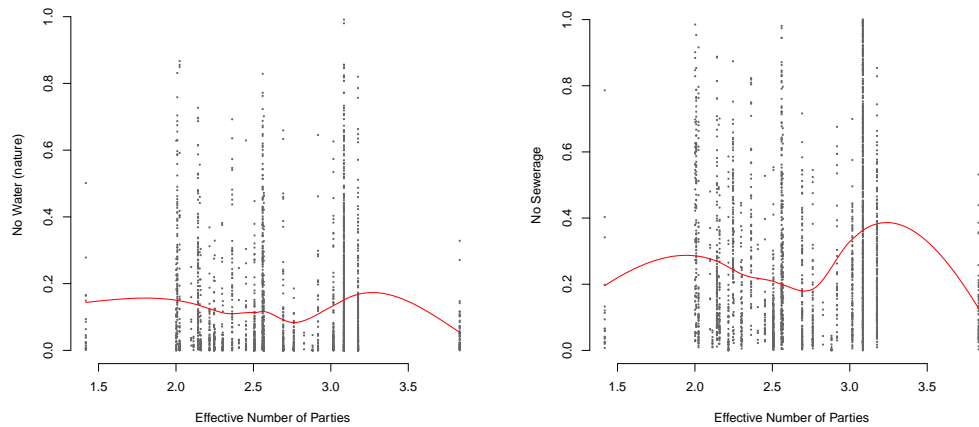 No Water (nature)
0.0 0.2 0.4 0.6 0.8 1.0
1.5 2.0 2.5 3.0 3.5
Effective Number of Parties
No Sewerage
0.0 0.2 0.4 0.6 0.8 1.0
1.5 2.0 2.5 3.0 3.5
Effective Number of Parties